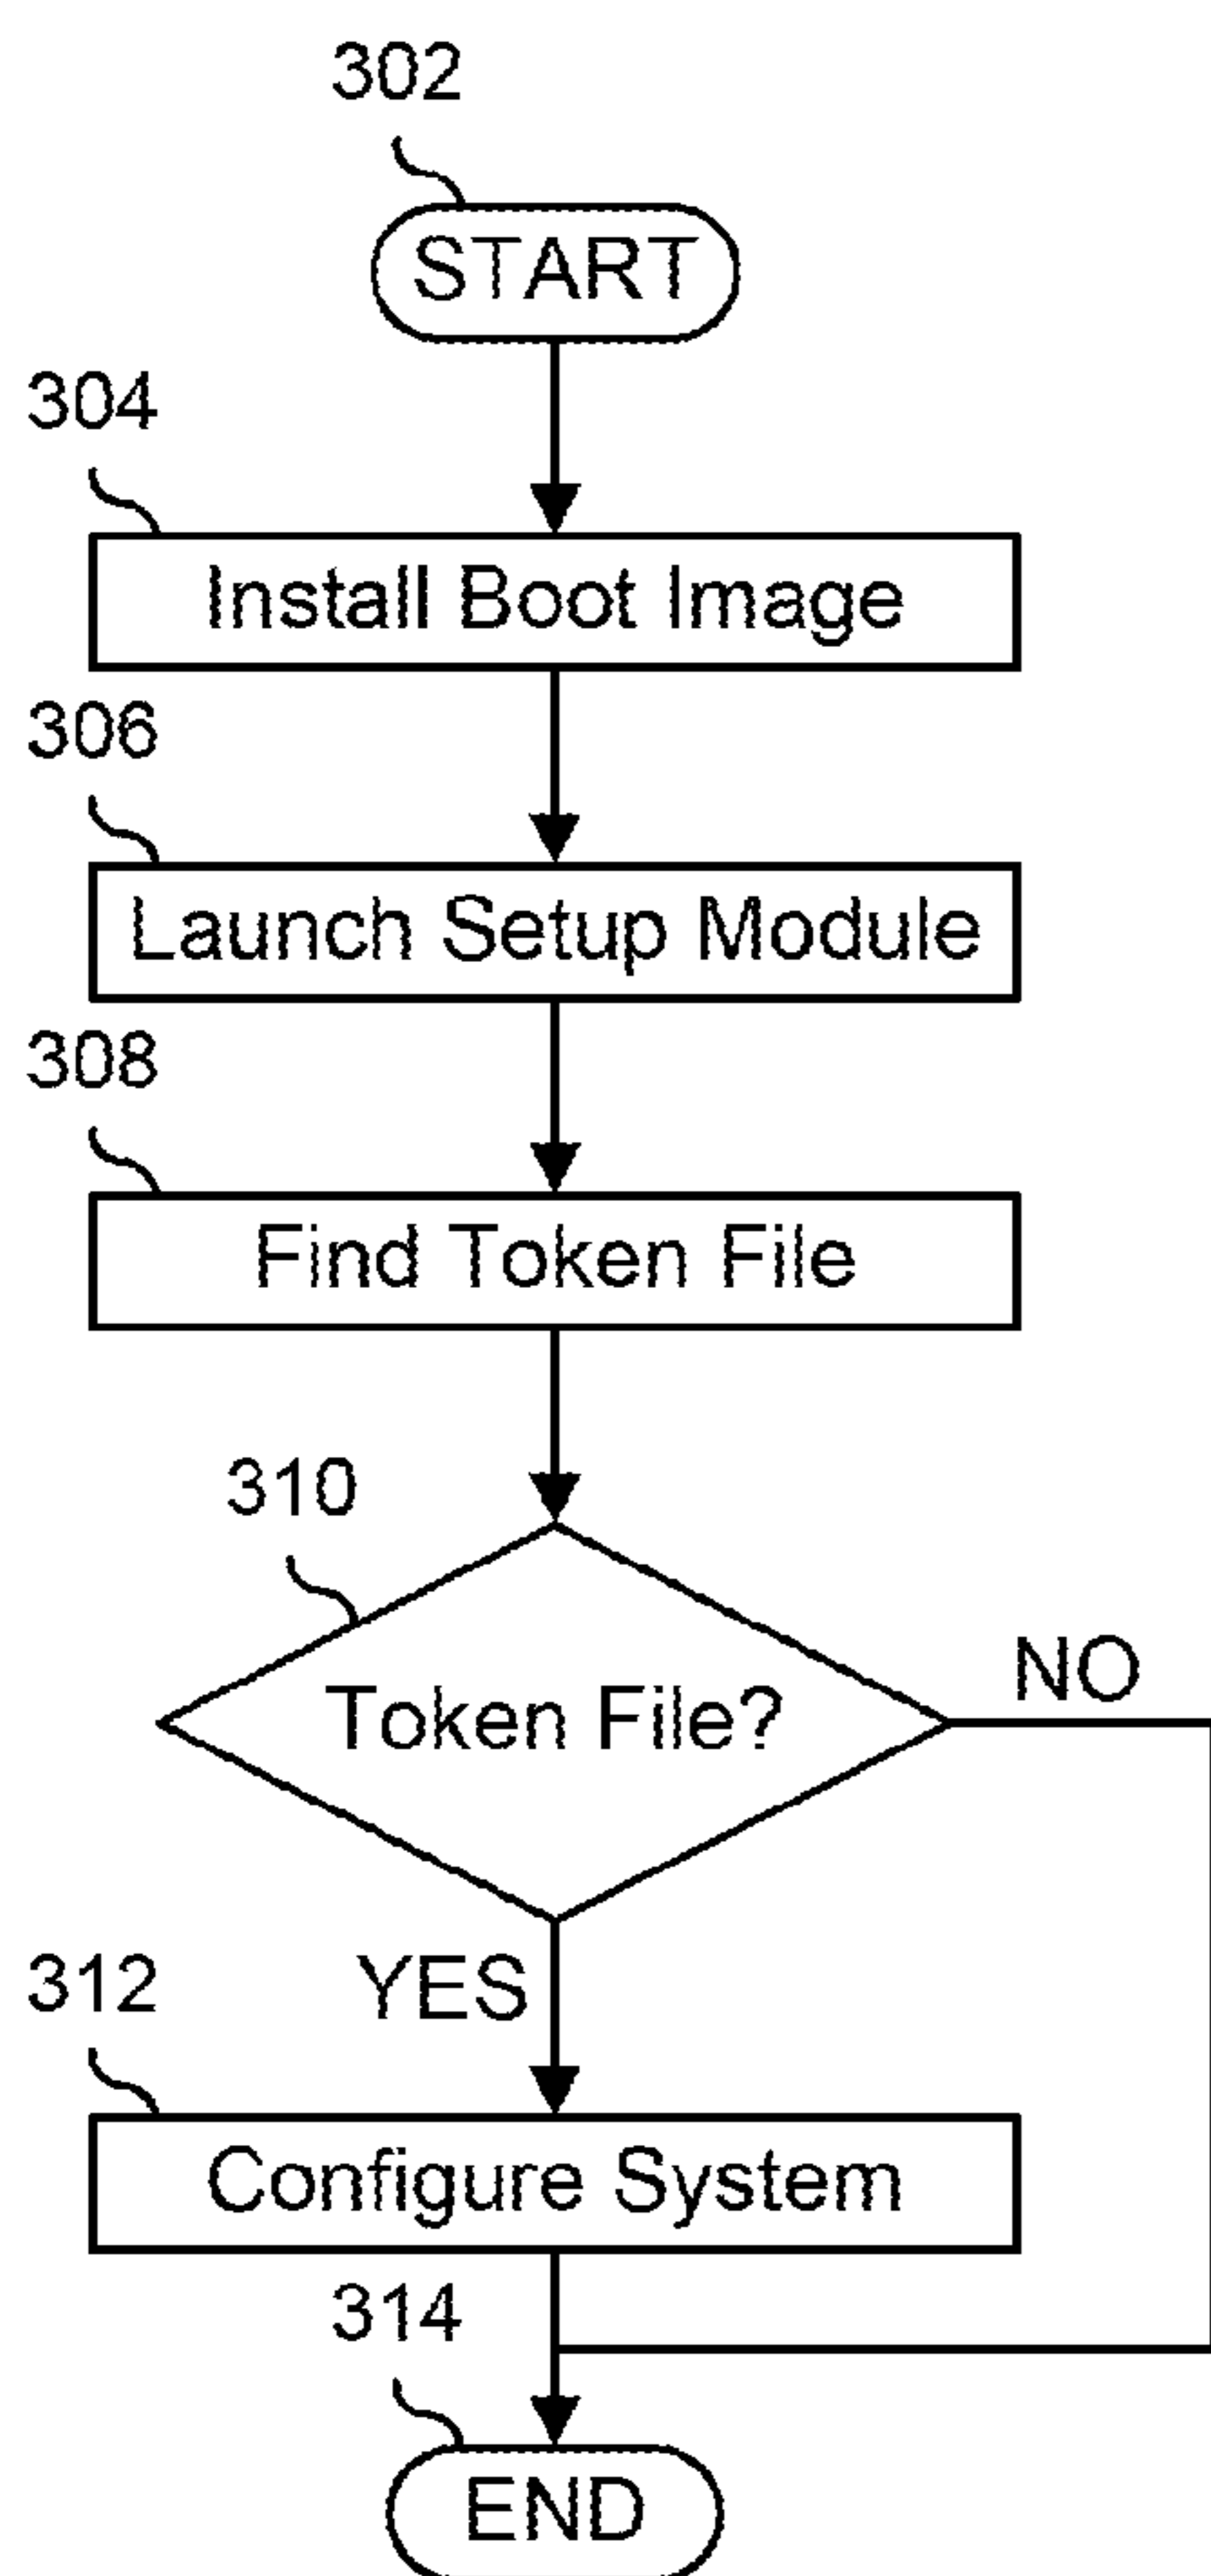 302
START
304
Install Boot Image
306
Launch Setup Module
308
Find Token File
310
Token File?
NO
YES
312
Configure System
314
END